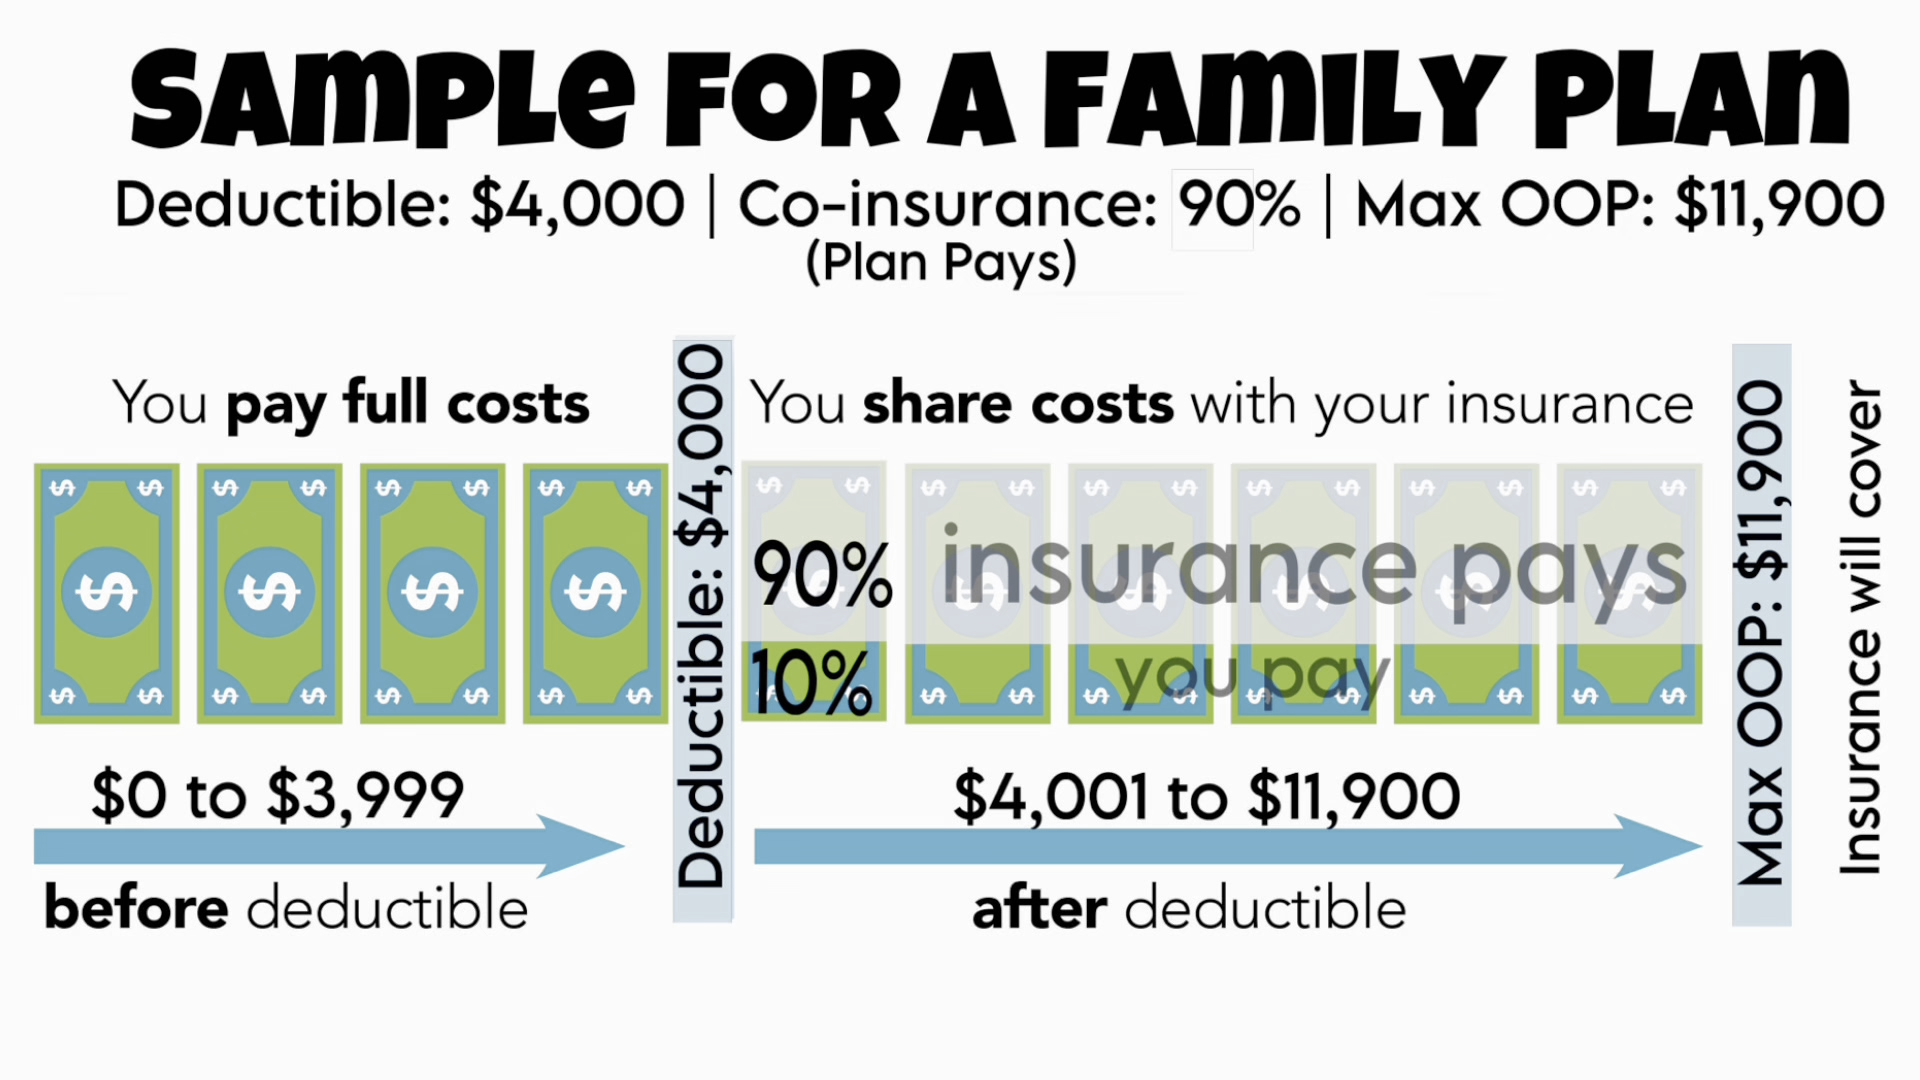 SAMPLE FOR A FAMILY PLAN
Deductible: $4,000 | Co-insurance: 90% | Max OOP: $11,900
(Plan Pays)
You pay full costs
Deductible: $4,000
You share costs with your insurance
90% insurance pays
10% you pay
Max OOP: $11,900
Insurance will cover
$0 to $3,999
$4,001 to $11,900
before deductible
after deductible